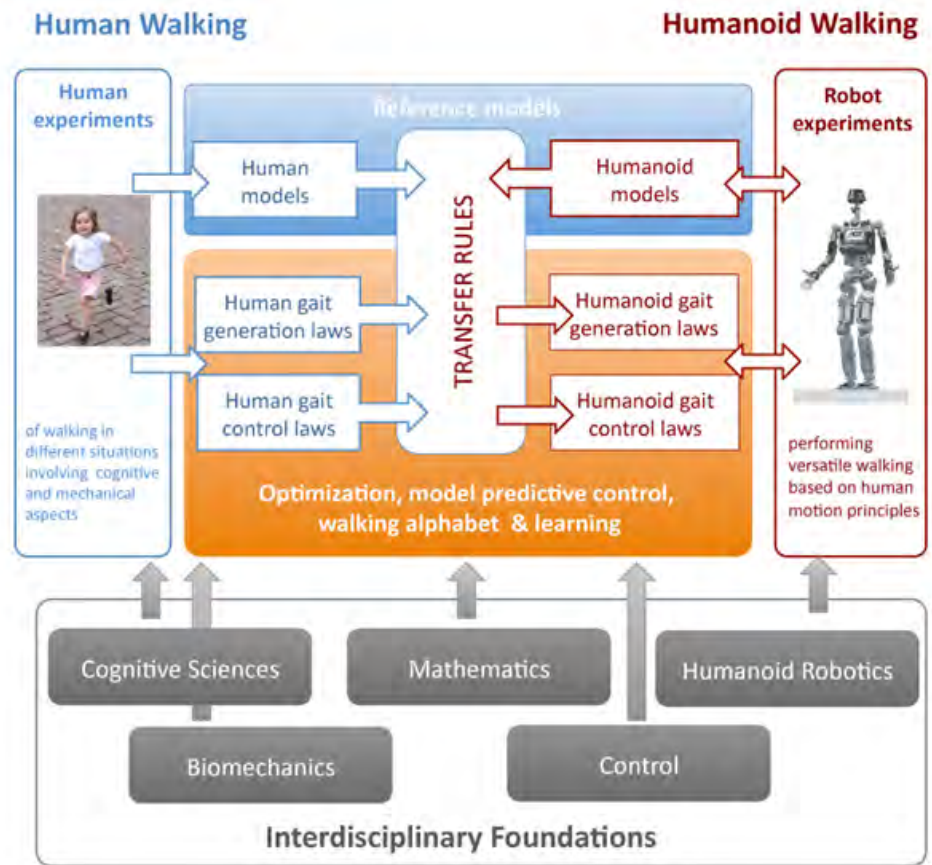 Human Walking
Humanoid Walking
Human
experiments
of walking in
different situations
involving cognitive
and mechanical
aspects
Reference models
Human
models
Humanoid
models
TRANSFER RULES
Human gait
generation laws
Humanoid gait
generation laws
Human gait
control laws
Humanoid gait
control laws
Optimization, model predictive control,
walking alphabet & learning
Robot
experiments
performing
versatile walking
based on human
motion principles
Cognitive Sciences
Mathematics
Humanoid Robotics
Biomechanics
Control
Interdisciplinary Foundations